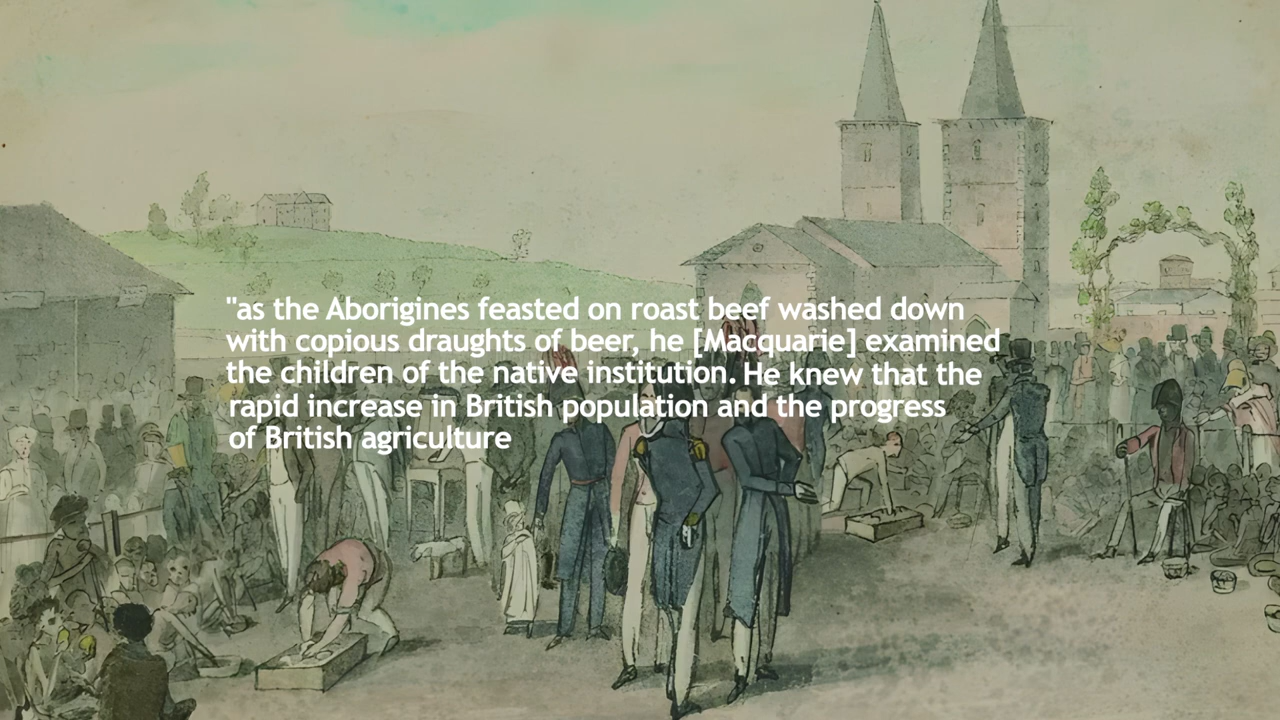 "as the Aborigines feasted on roast beef washed down
with copious draughts of beer, he [Macquarie] examined
the children of the native institution. He knew that the
rapid increase in British population and the progress
of British agriculture